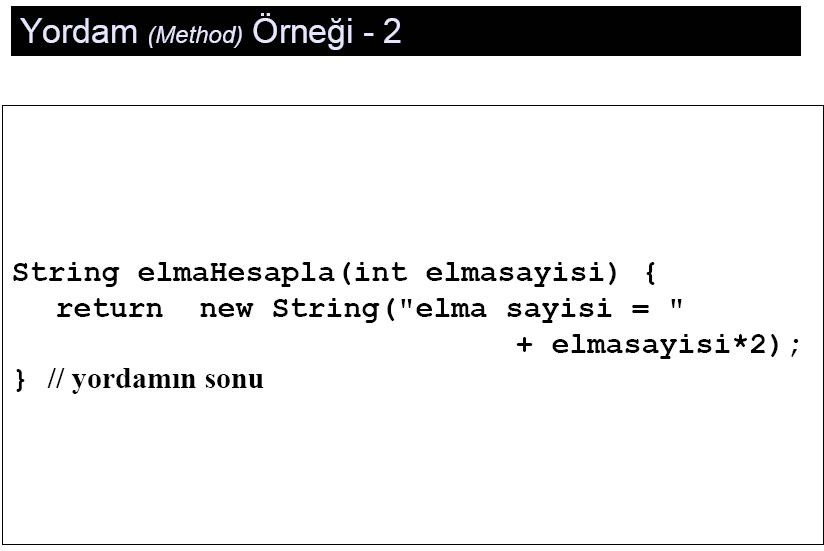 Yordam (Method) Örneği - 2
String elmaHesapla(int elmasayisi) {
return new String("elma sayisi = "
+ elmasayisi*2);
} // yordamın sonu